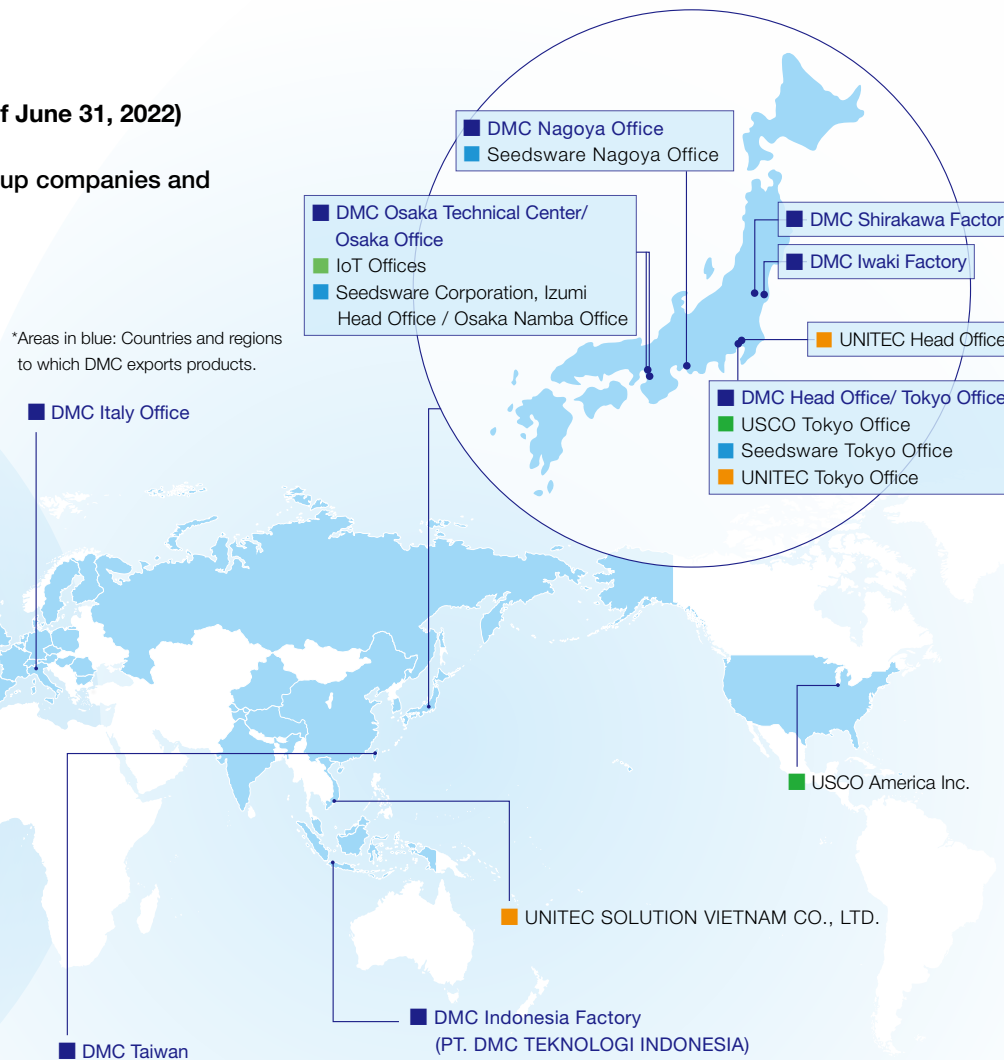 f June 31, 2022)
up companies and
DMC Nagoya Office
Seedsware Nagoya Office
DMC Osaka Technical Center/
Osaka Office
IoT Offices
Seedsware Corporation, Izumi
Head Office / Osaka Namba Office
DMC Shirakawa Factor
DMC Iwaki Factory
UNITEC Head Office
DMC Head Office/ Tokyo Office
USCO Tokyo Office
Seedsware Tokyo Office
UNITEC Tokyo Office
*Areas in blue: Countries and regions
to which DMC exports products.
DMC Italy Office
USCO America Inc.
UNITEC SOLUTION VIETNAM CO., LTD.
DMC Indonesia Factory
(PT. DMC TEKNOLOGI INDONESIA)
DMC Taiwan